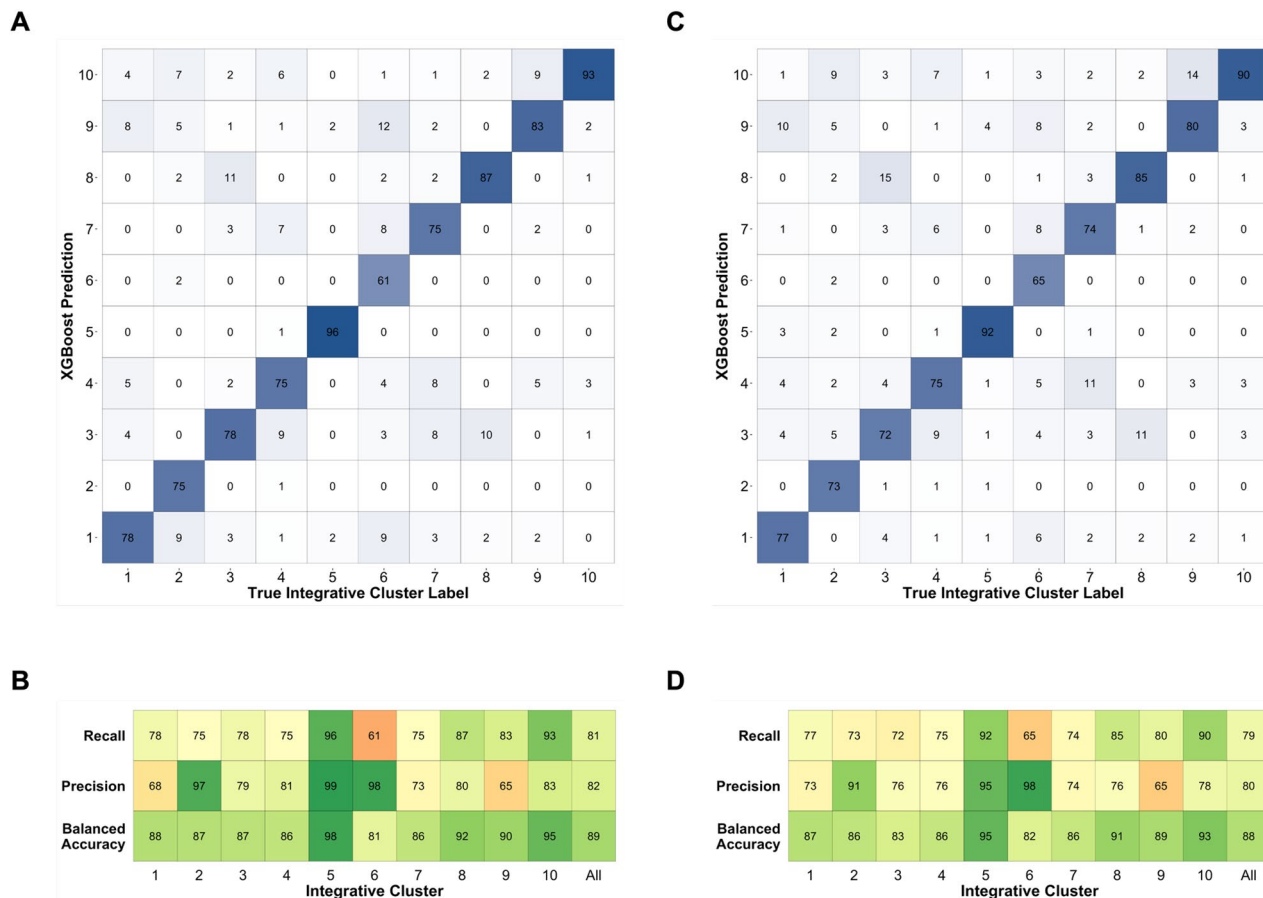 A
XGBoost Prediction
10 4 7 2 6 0 1 1 2 9 93
9 8 5 1 1 2 12 2 0 83 2
8 0 2 11 0 0 2 2 87 0 1
7 0 0 3 7 0 8 75 0 2 0
6 0 2 0 0 0 61 0 0 0 0
5 0 0 0 1 96 0 0 0 0 0
4 5 0 2 75 0 4 8 0 5 3
3 4 0 78 9 0 3 8 10 0 1
2 0 75 0 1 0 0 0 0 0 0
1 78 9 3 1 2 9 3 2 2 0
1 2 3 4 5 6 7 8 9 10
True Integrative Cluster Label
C
XGBoost Prediction
1 9 3 7 1 3 2 2 14 90
10 5 0 1 4 8 2 0 80 3
0 2 15 0 0 1 3 85 0 1
1 0 3 6 0 8 74 1 2 0
0 2 0 0 0 65 0 0 0 0
3 2 0 1 92 0 1 0 0 0
4 2 4 75 1 5 11 0 3 3
4 5 72 9 1 4 3 11 0 3
0 73 1 1 1 0 0 0 0 0
77 0 4 1 1 6 2 2 2 1
1 2 3 4 5 6 7 8 9 10
True Integrative Cluster Label
B
Recall 78 75 78 75 96 61 75 87 83 93 81
Precision 68 97 79 81 99 98 73 80 65 83 82
Balanced
Accuracy 88 87 87 86 98 81 86 92 90 95 89
1 2 3 4 5 6 7 8 9 10 All
Integrative Cluster
D
Recall 77 73 72 75 92 65 74 85 80 90 79
Precision 73 91 76 76 95 98 74 76 65 78 80
Balanced
Accuracy 87 86 83 86 95 82 86 91 89 93 88
1 2 3 4 5 6 7 8 9 10 All
Integrative Cluster